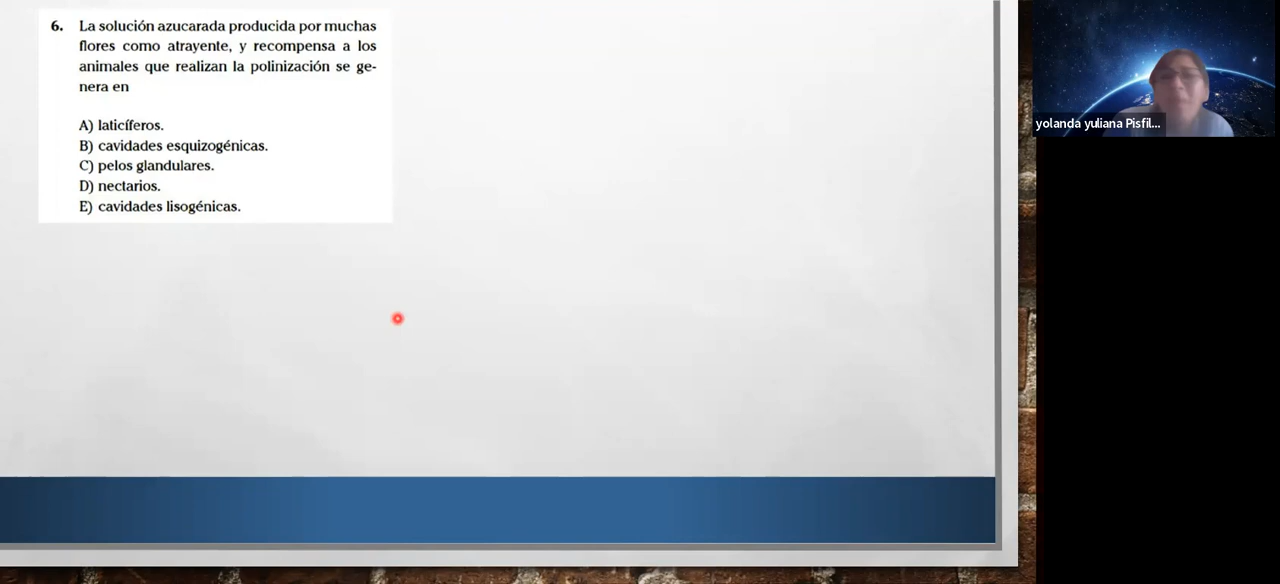 6. La solución azucarada producida por muchas
flores como atrayente, y recompensa a los
animales que realizan la polinización se ge-
nera en
A) laticíferos.
B) cavidades esquizogénicas.
C) pelos glandulares.
D) nectarios.
E) cavidades lisogénicas.
yolanda yuliana Pisfil...